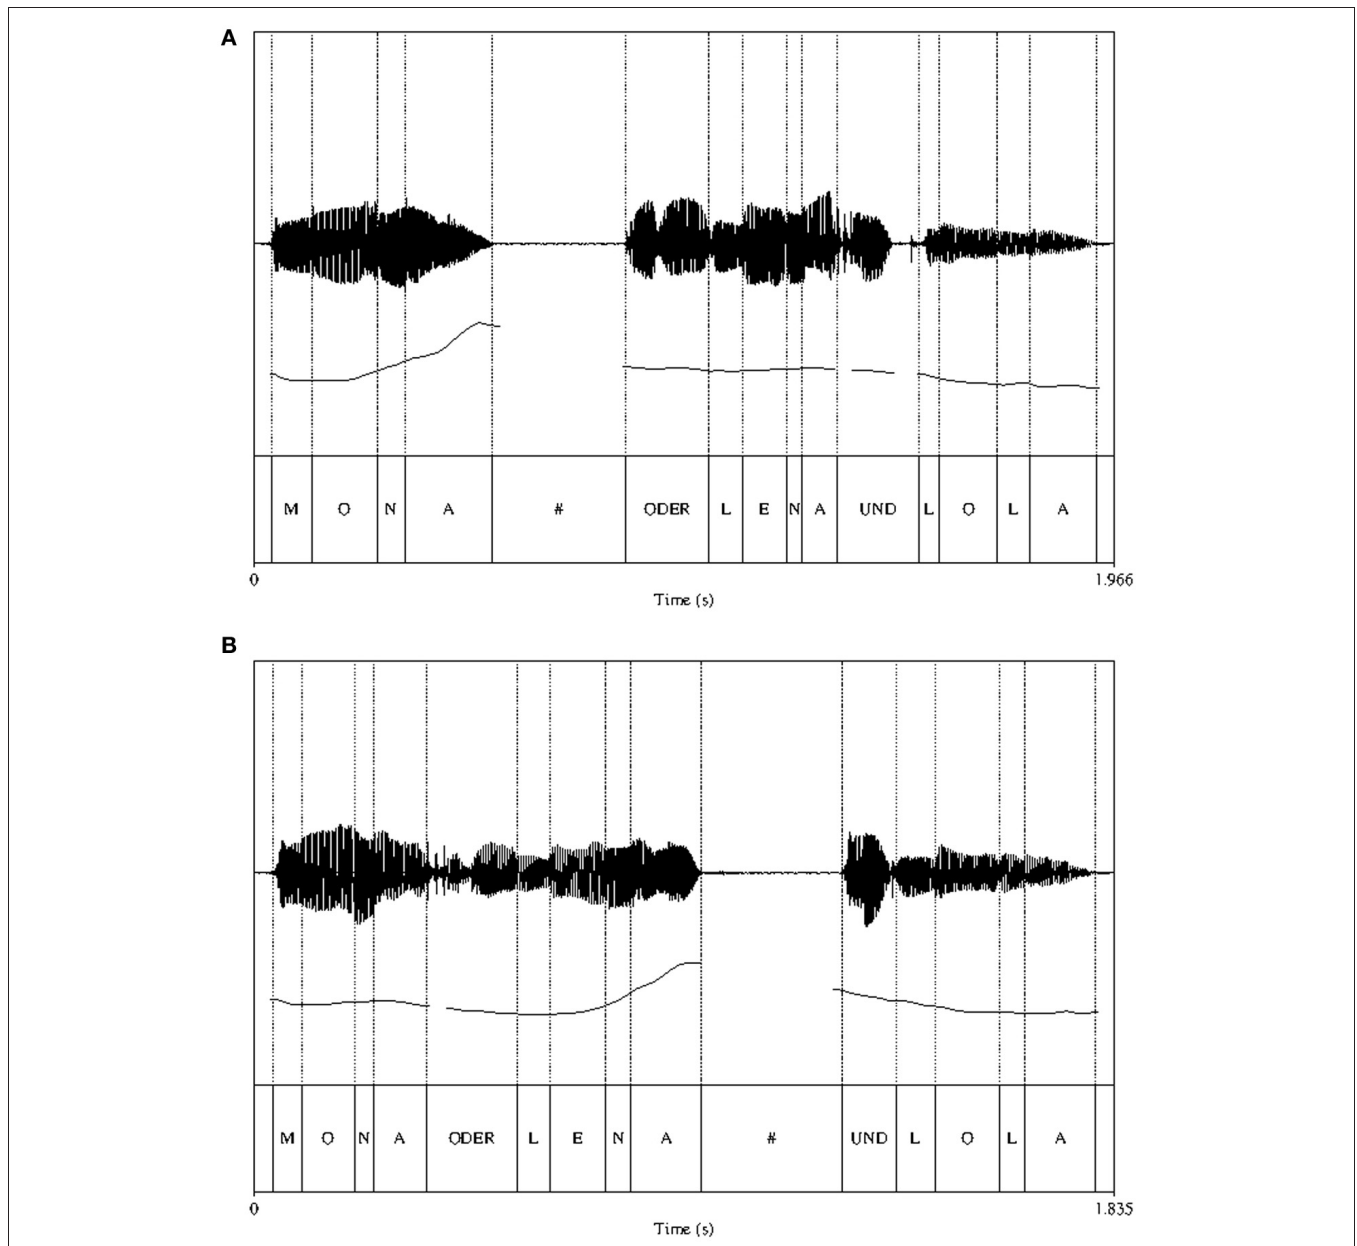 A
M O N A # ODER L E N A UND L O L A
0 1.966
Time (s)
B
M O N A ODER L E N A # UND L O L A
0 1.835
Time (s)